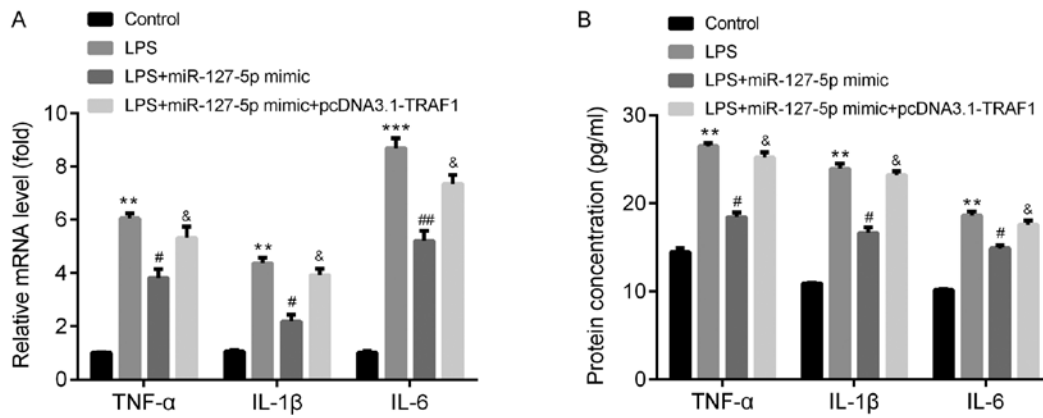 A
Control
LPS
LPS+miR-127-5p mimic
LPS+miR-127-5p mimic+pcDNA3.1-TRAF1
Relative mRNA level (fold)
10
8
6
4
2
0
**
#
&
**
#
&
***
##
&
TNF-α IL-1β IL-6
B
Control
LPS
LPS+miR-127-5p mimic
LPS+miR-127-5p mimic+pcDNA3.1-TRAF1
Protein concentration (pg/ml)
30
20
10
0
**
#
&
**
#
&
**
#
&
TNF-α IL-1β IL-6